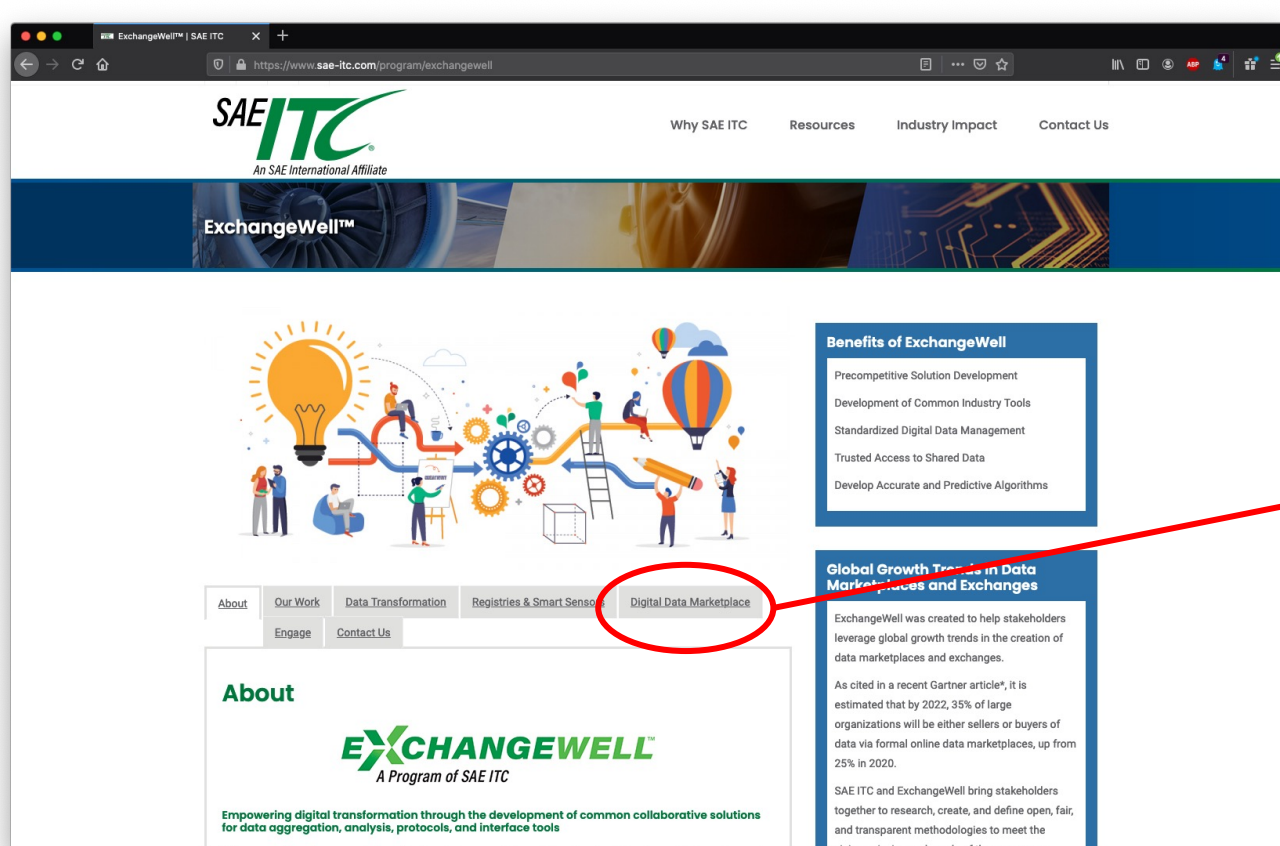 ExchangeWell™ | SAE ITC
https://www.sae-itc.com/program/exchangewell
ABP
4
SAE ITC
An SAE International Affiliate
Why SAE ITC
Resources
Industry Impact
Contact Us
ExchangeWell™
Benefits of ExchangeWell
Precompetitive Solution Development
Development of Common Industry Tools
Standardized Digital Data Management
Trusted Access to Shared Data
Develop Accurate and Predictive Algorithms
Global Growth Trends in Data
Marketplaces and Exchanges
ExchangeWell was created to help stakeholders
leverage global growth trends in the creation of
data marketplaces and exchanges.
As cited in a recent Gartner article*, it is
estimated that by 2022, 35% of large
organizations will be either sellers or buyers of
data via formal online data marketplaces, up from
25% in 2020.
SAE ITC and ExchangeWell bring stakeholders
together to research, create, and define open, fair,
and transparent methodologies to meet the
About
Our Work
Data Transformation
Registries & Smart Sensors
Digital Data Marketplace
Engage
Contact Us
About
EXCHANGEWELL™
A Program of SAE ITC
Empowering digital transformation through the development of common collaborative solutions
for data aggregation, analysis, protocols, and interface tools